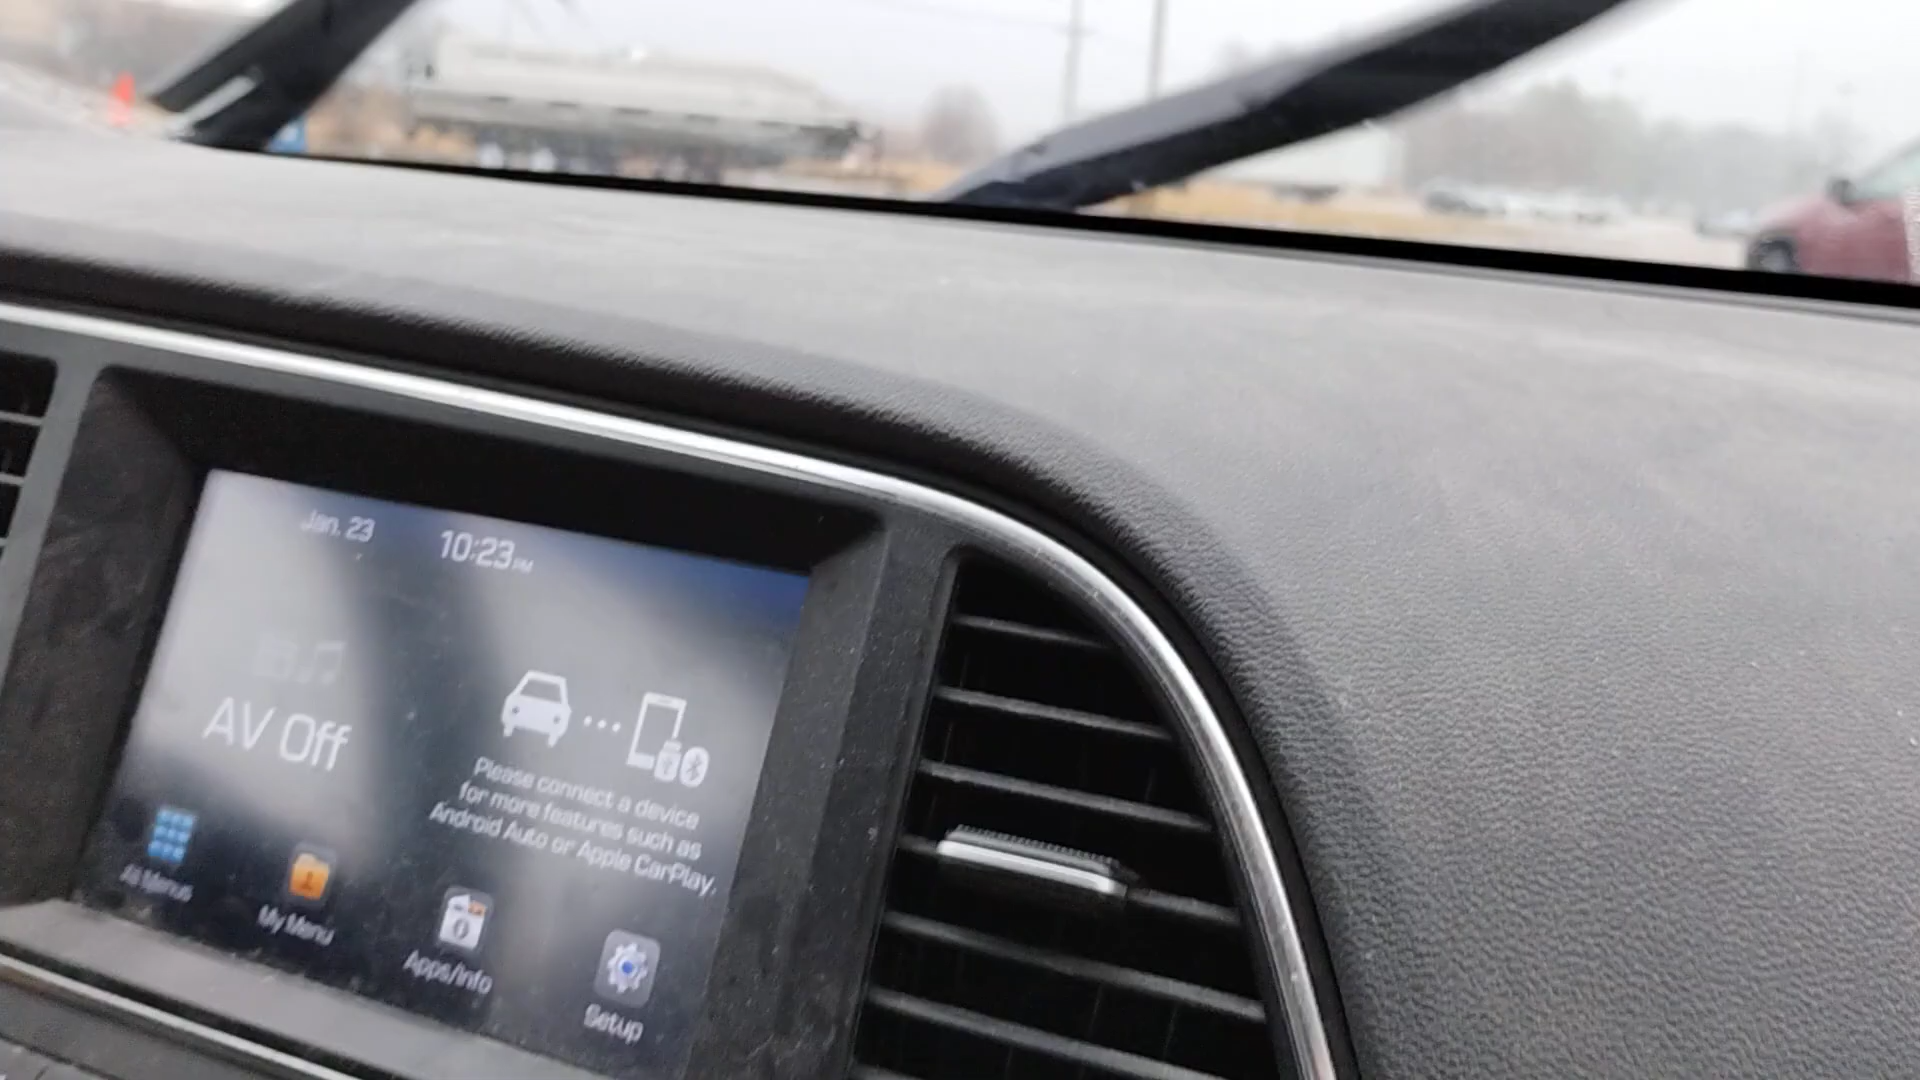 Jan. 23
10:23 PM
AV Off
Please connect a device
for more features such as
Android Auto or Apple CarPlay.
All Menus
My Menu
Apps/Info
Setup